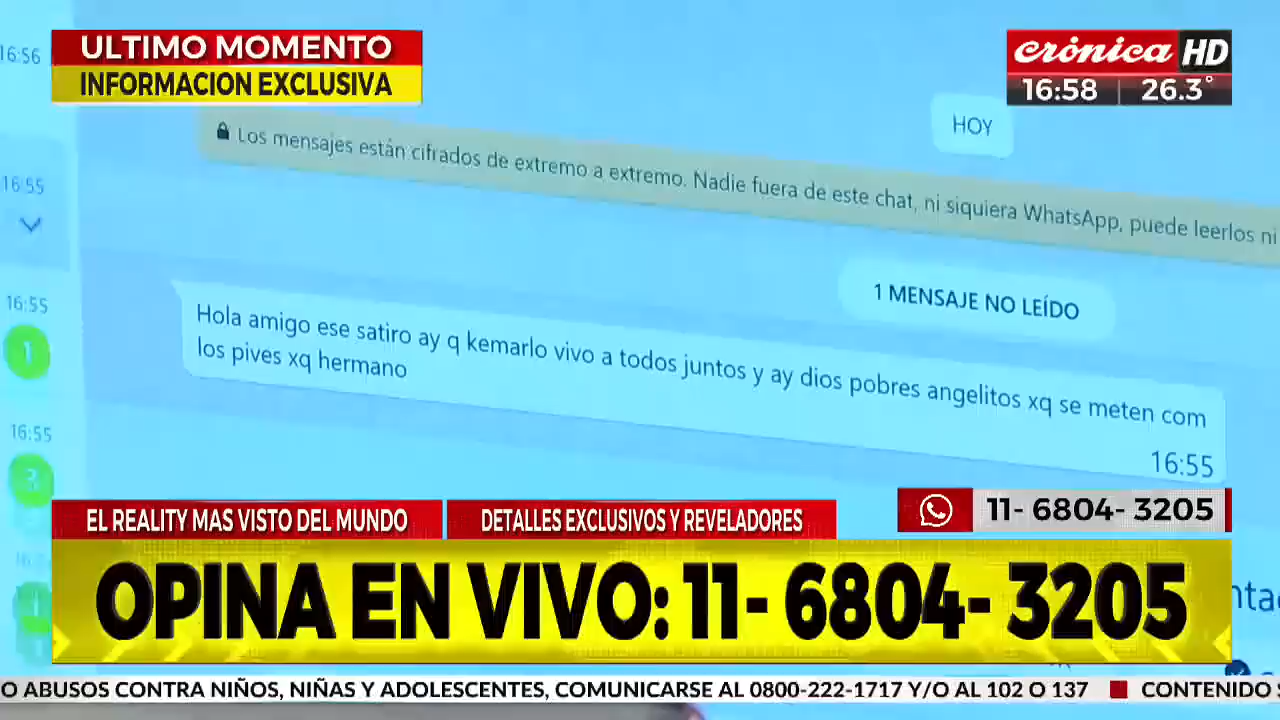 ULTIMO MOMENTO
INFORMACION EXCLUSIVA
crónica HD
16:58 26.3°
16:56
HOY
Los mensajes están cifrados de extremo a extremo. Nadie fuera de este chat, ni siquiera WhatsApp, puede leerlos ni
16:55
1 MENSAJE NO LEÍDO
16:55
1
Hola amigo ese satiro ay q kemarlo vivo a todos juntos y ay dios pobres angelitos xq se meten com
los pives xq hermano
16:55
16:55
EL REALITY MAS VISTO DEL MUNDO
DETALLES EXCLUSIVOS Y REVELADORES
11- 6804- 3205
OPINA EN VIVO: 11- 6804- 3205
O ABUSOS CONTRA NIÑOS, NIÑAS Y ADOLESCENTES, COMUNICARSE AL 0800-222-1717 Y/O AL 102 O 137 CONTENIDO